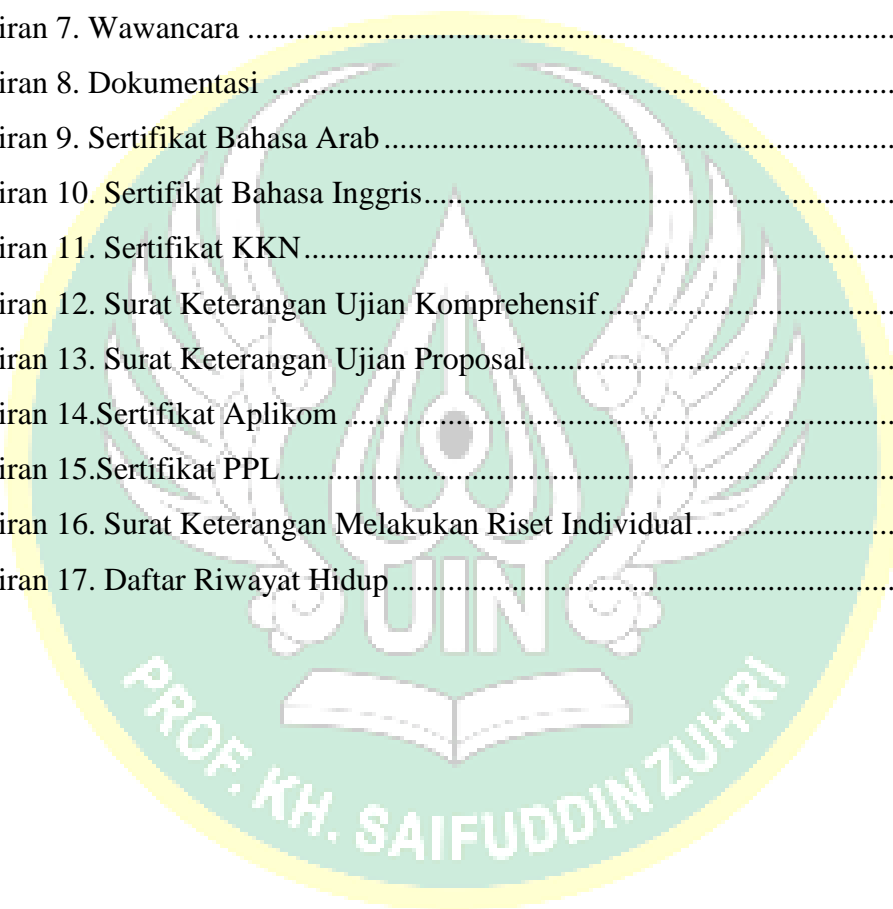 iran 7. Wawancara ................................................................................
iran 8. Dokumentasi .............................................................................
iran 9. Sertifikat Bahasa Arab ...............................................................
iran 10. Sertifikat Bahasa Inggris..........................................................
iran 11. Sertifikat KKN.........................................................................
iran 12. Surat Keterangan Ujian Komprehensif....................................
iran 13. Surat Keterangan Ujian Proposal.............................................
iran 14.Sertifikat Aplikom ....................................................................
iran 15.Sertifikat PPL............................................................................
iran 16. Surat Keterangan Melakukan Riset Individual........................
iran 17. Daftar Riwayat Hidup ..............................................................
UIN
PROF. KH. SAIFUDDIN ZUHRI